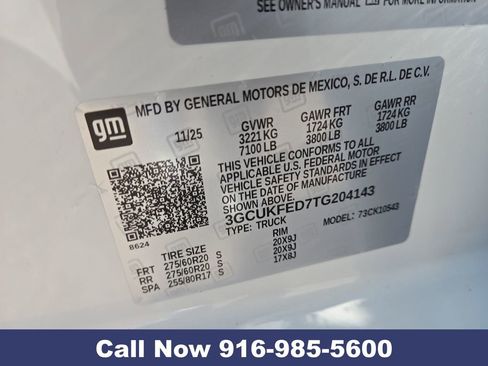 SEE OWNER'S MANUAL
gm
MFD BY GENERAL MOTORS DE MEXICO, S. DE R.L. DE C.V.
11/25 GVWR GAWR FRT GAWR RR
3221 KG 1724 KG 1724 KG
7100 LB 3800 LB 3800 LB
THIS VEHICLE CONFORMS TO ALL
APPLICABLE U.S. FEDERAL MOTOR
VEHICLE SAFETY STANDARDS
IN EFFECT ON THE
DATE OF MANUFACTURE
SHOWN ABOVE.
3GCUKFED7TG204143
TYPE: TRUCK MODEL: 73CK10543
8624
TIRE SIZE RIM
FRT 275/60R20 S 20X9J
RR 275/60R20 S 20X9J
SPA 255/80R17 S 17X8J
Call Now 916-985-5600